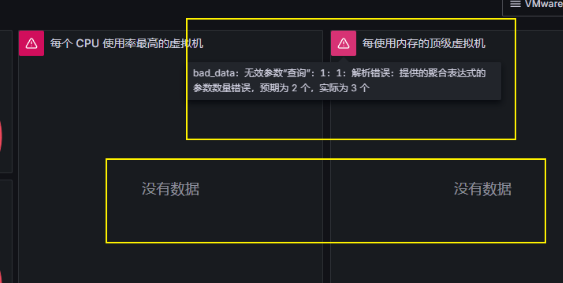 VMware
每个 CPU 使用率最高的虚拟机
每使用内存的顶级虚拟机
bad_data：无效参数“查询”：1：1：解析错误：提供的聚合表达式的
参数数量错误，预期为 2 个，实际为 3 个
没有数据
没有数据